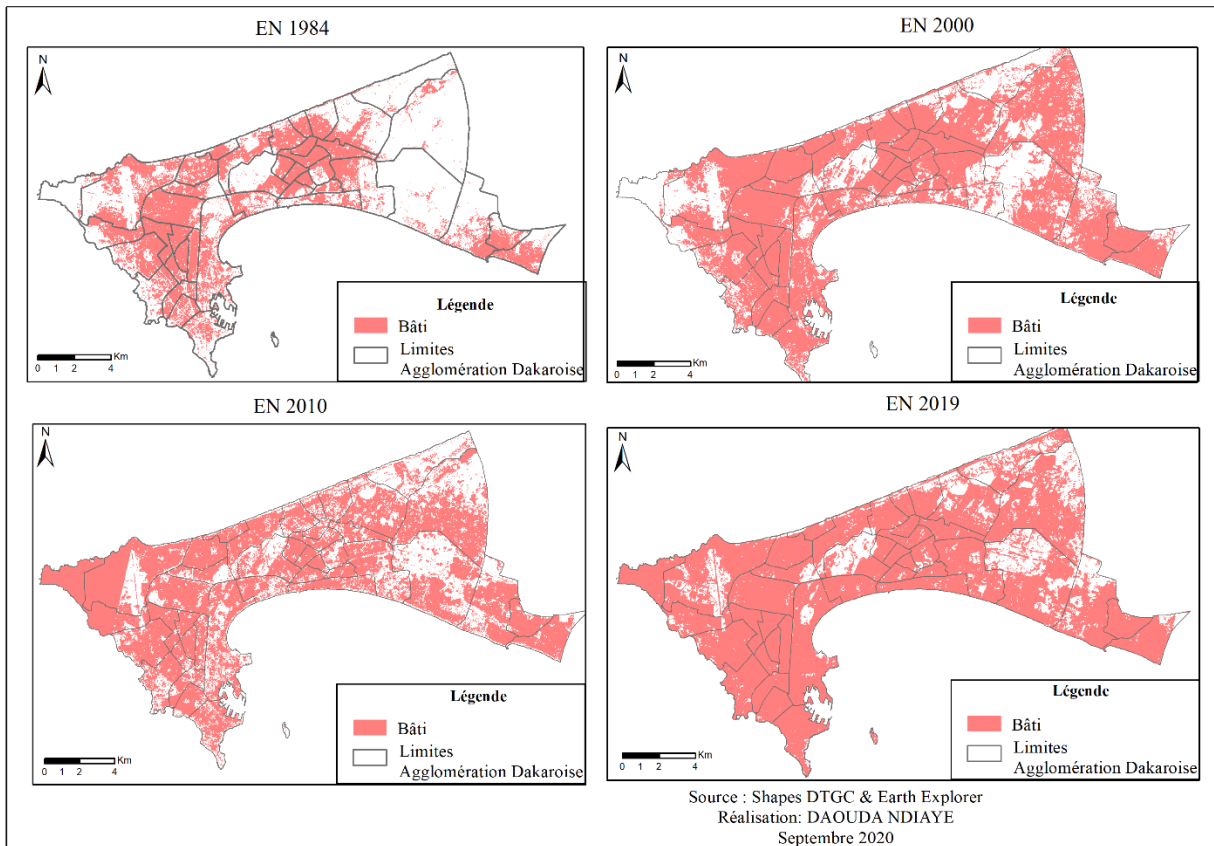 EN 1984
N
Légende
Bâti
Limites
Agglomération Dakaroise
Km
0 1 2 4
EN 2000
N
Légende
Bâti
Limites
Agglomération Dakaroise
Km
0 1 2 4
EN 2010
N
Légende
Bâti
Limites
Agglomération Dakaroise
Km
0 1 2 4
EN 2019
N
Légende
Bâti
Limites
Agglomération Dakaroise
Km
0 1 2 4
Source : Shapes DTGC & Earth Explorer
Réalisation: DAOUDA NDIAYE
Septembre 2020